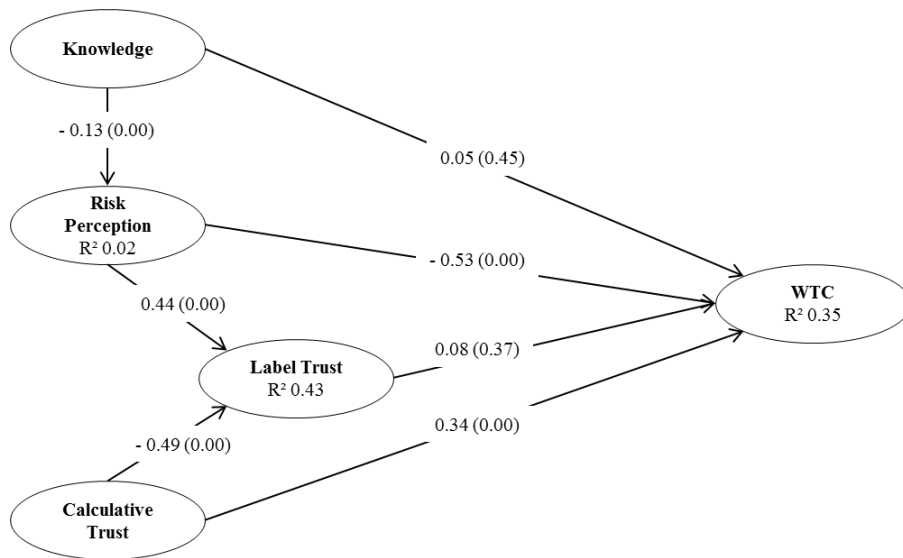 Knowledge
- 0.13 (0.00)
0.05 (0.45)
Risk
Perception
R² 0.02
- 0.53 (0.00)
WTC
R² 0.35
0.44 (0.00)
Label Trust
R² 0.43
0.08 (0.37)
- 0.49 (0.00)
0.34 (0.00)
Calculative
Trust